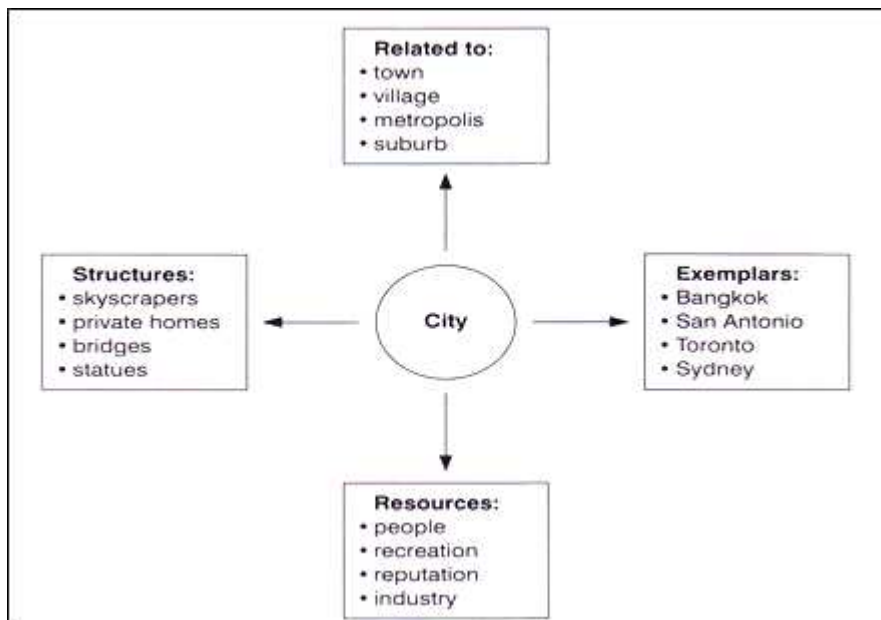 Related to:
• town
• village
• metropolis
• suburb
Structures:
• skyscrapers
• private homes
• bridges
• statues
City
Exemplars:
• Bangkok
• San Antonio
• Toronto
• Sydney
Resources:
• people
• recreation
• reputation
• industry